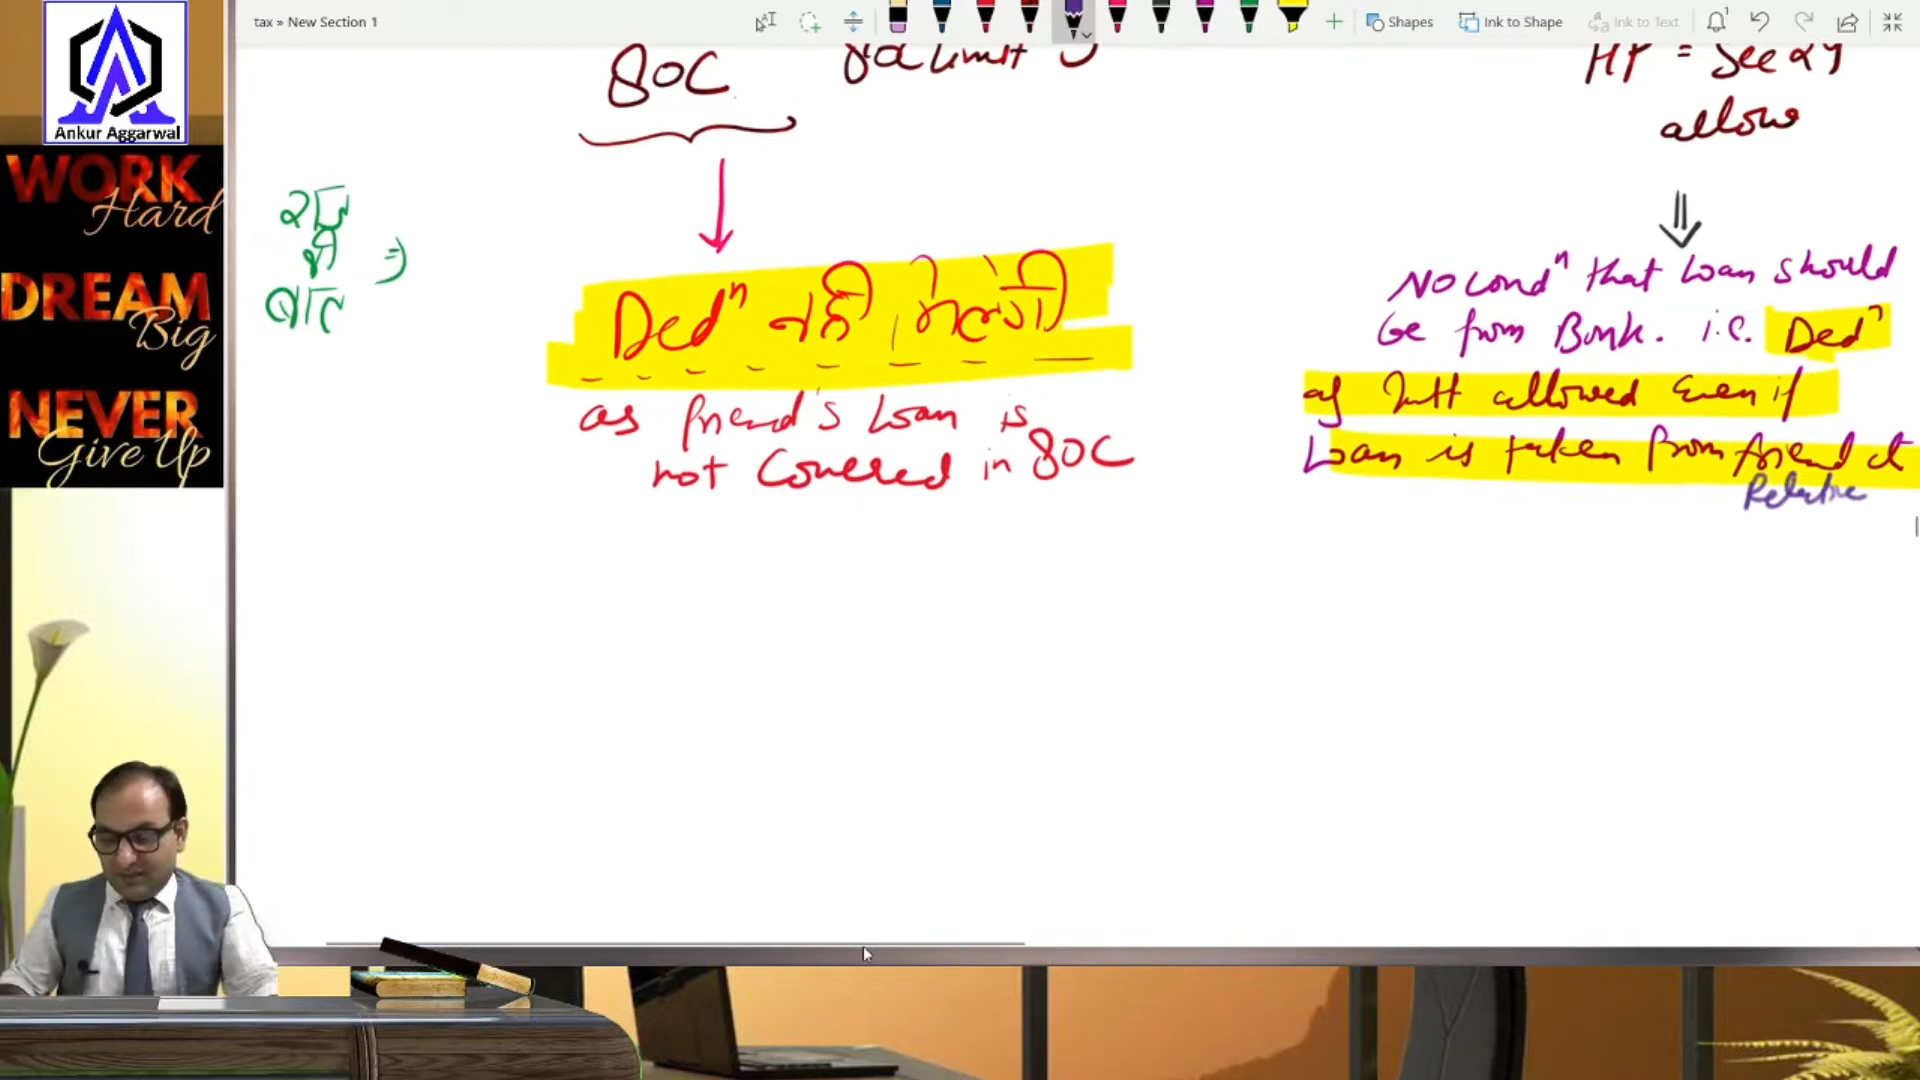 tax » New Section 1
Shapes
Ink to Shape
Ink to Text
Ankur Aggarwal
WORK
Hard
DREAM
Big
NEVER
Give Up
80C
80C Limit
HP = Sec 24
allow
की
बात
⇒
Dedⁿ नही मिलेगी
as friend's Loan is
not Covered in 80C
⇓
No Condⁿ that Loan should
be from Bank. i.e. Dedⁿ
of Intt allowed Even if
Loan is taken from friend &
Relative